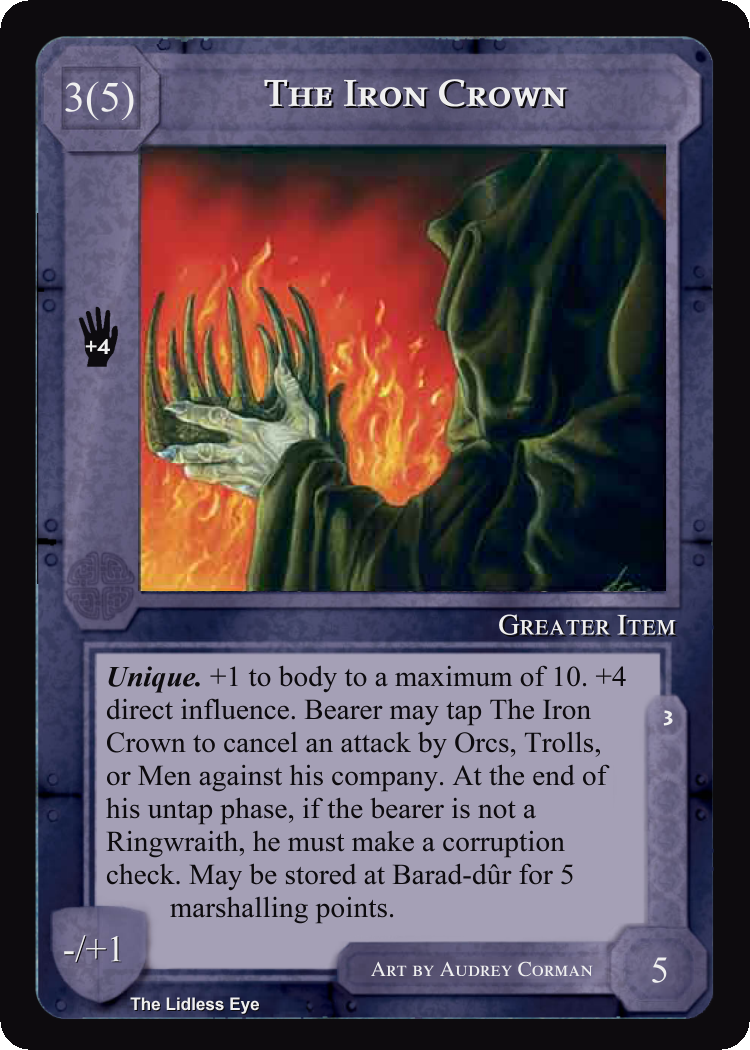 3(5)
The Iron Crown
+4
Greater Item
Unique. +1 to body to a maximum of 10. +4
direct influence. Bearer may tap The Iron
Crown to cancel an attack by Orcs, Trolls,
or Men against his company. At the end of
his untap phase, if the bearer is not a
Ringwraith, he must make a corruption
check. May be stored at Barad-dûr for 5
marshalling points.
3
-/+1
Art by Audrey Corman
5
The Lidless Eye